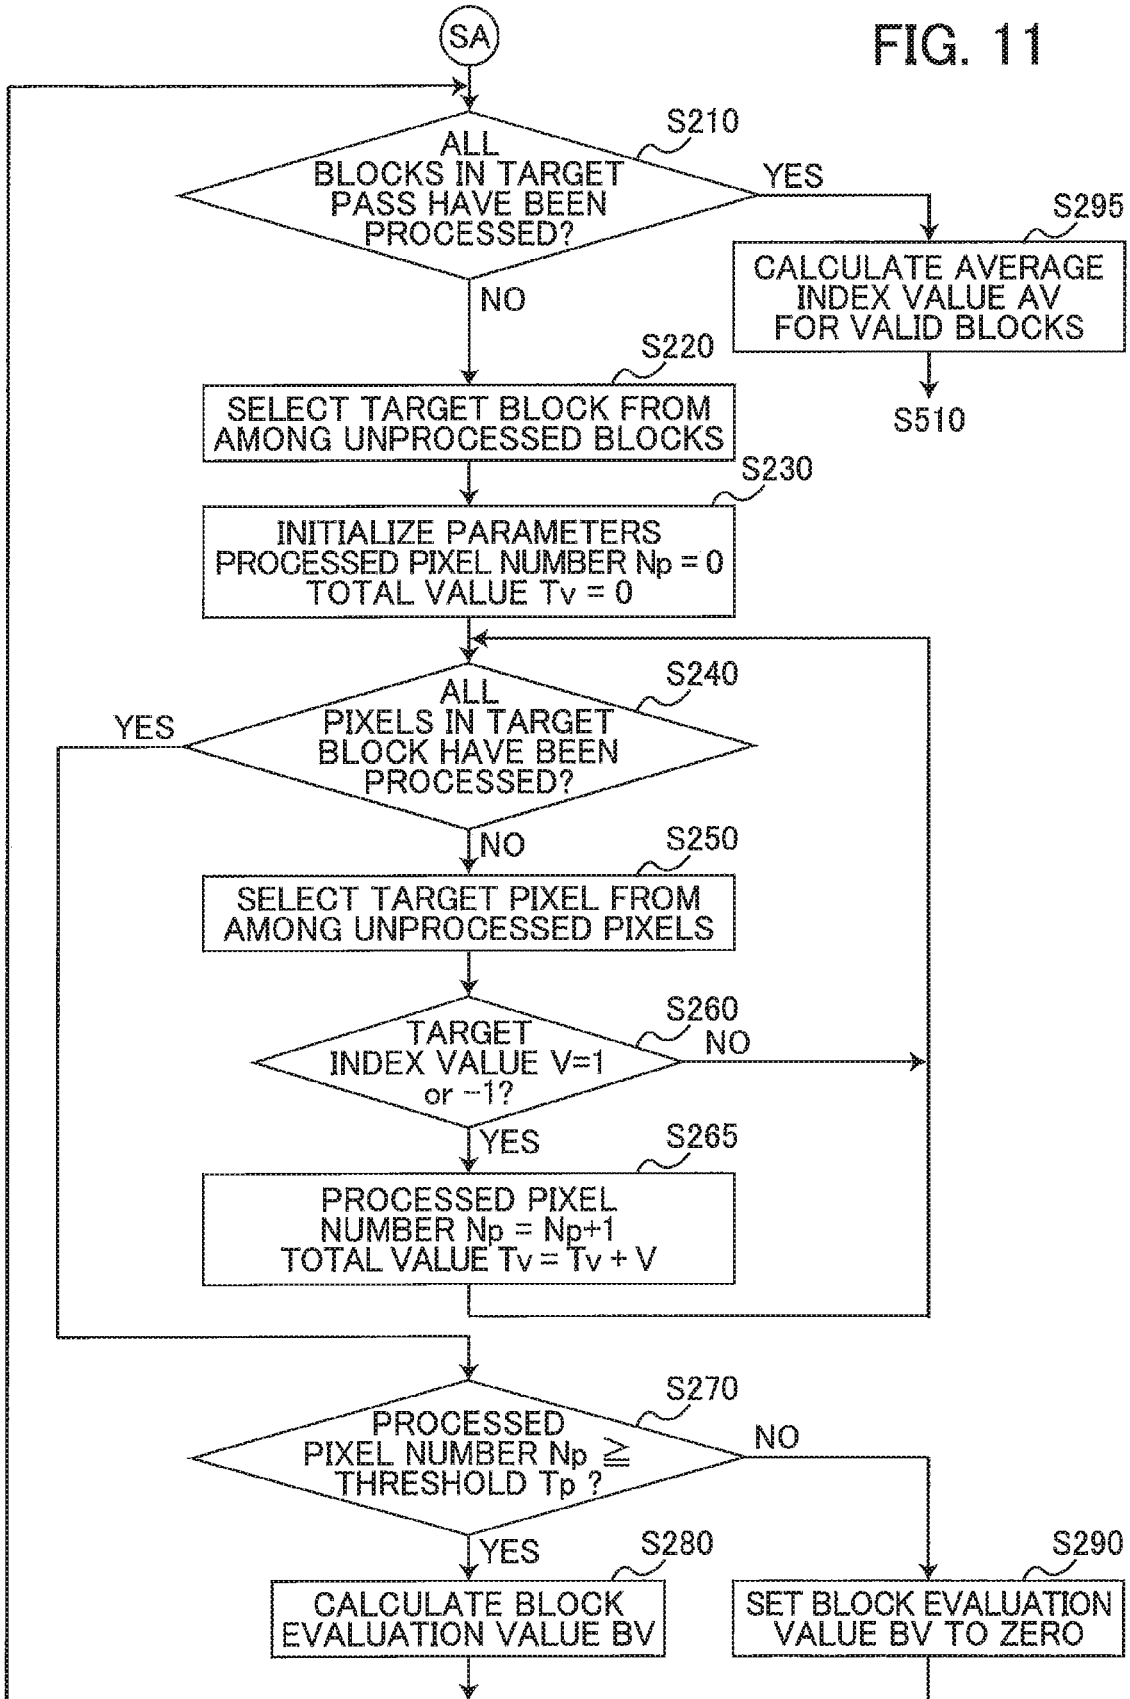 SA
FIG. 11
S210
ALL
BLOCKS IN TARGET
PASS HAVE BEEN
PROCESSED?
YES
NO
S295
CALCULATE AVERAGE
INDEX VALUE AV
FOR VALID BLOCKS
S510
S220
SELECT TARGET BLOCK FROM
AMONG UNPROCESSED BLOCKS
S230
INITIALIZE PARAMETERS
PROCESSED PIXEL NUMBER Np = 0
TOTAL VALUE Tv = 0
S240
ALL
PIXELS IN TARGET
BLOCK HAVE BEEN
PROCESSED?
YES
NO
S250
SELECT TARGET PIXEL FROM
AMONG UNPROCESSED PIXELS
S260
TARGET
INDEX VALUE V=1
or -1?
NO
YES
S265
PROCESSED PIXEL
NUMBER Np = Np+1
TOTAL VALUE Tv = Tv + V
S270
PROCESSED
PIXEL NUMBER Np ≧
THRESHOLD Tp ?
NO
YES
S280
CALCULATE BLOCK
EVALUATION VALUE BV
S290
SET BLOCK EVALUATION
VALUE BV TO ZERO